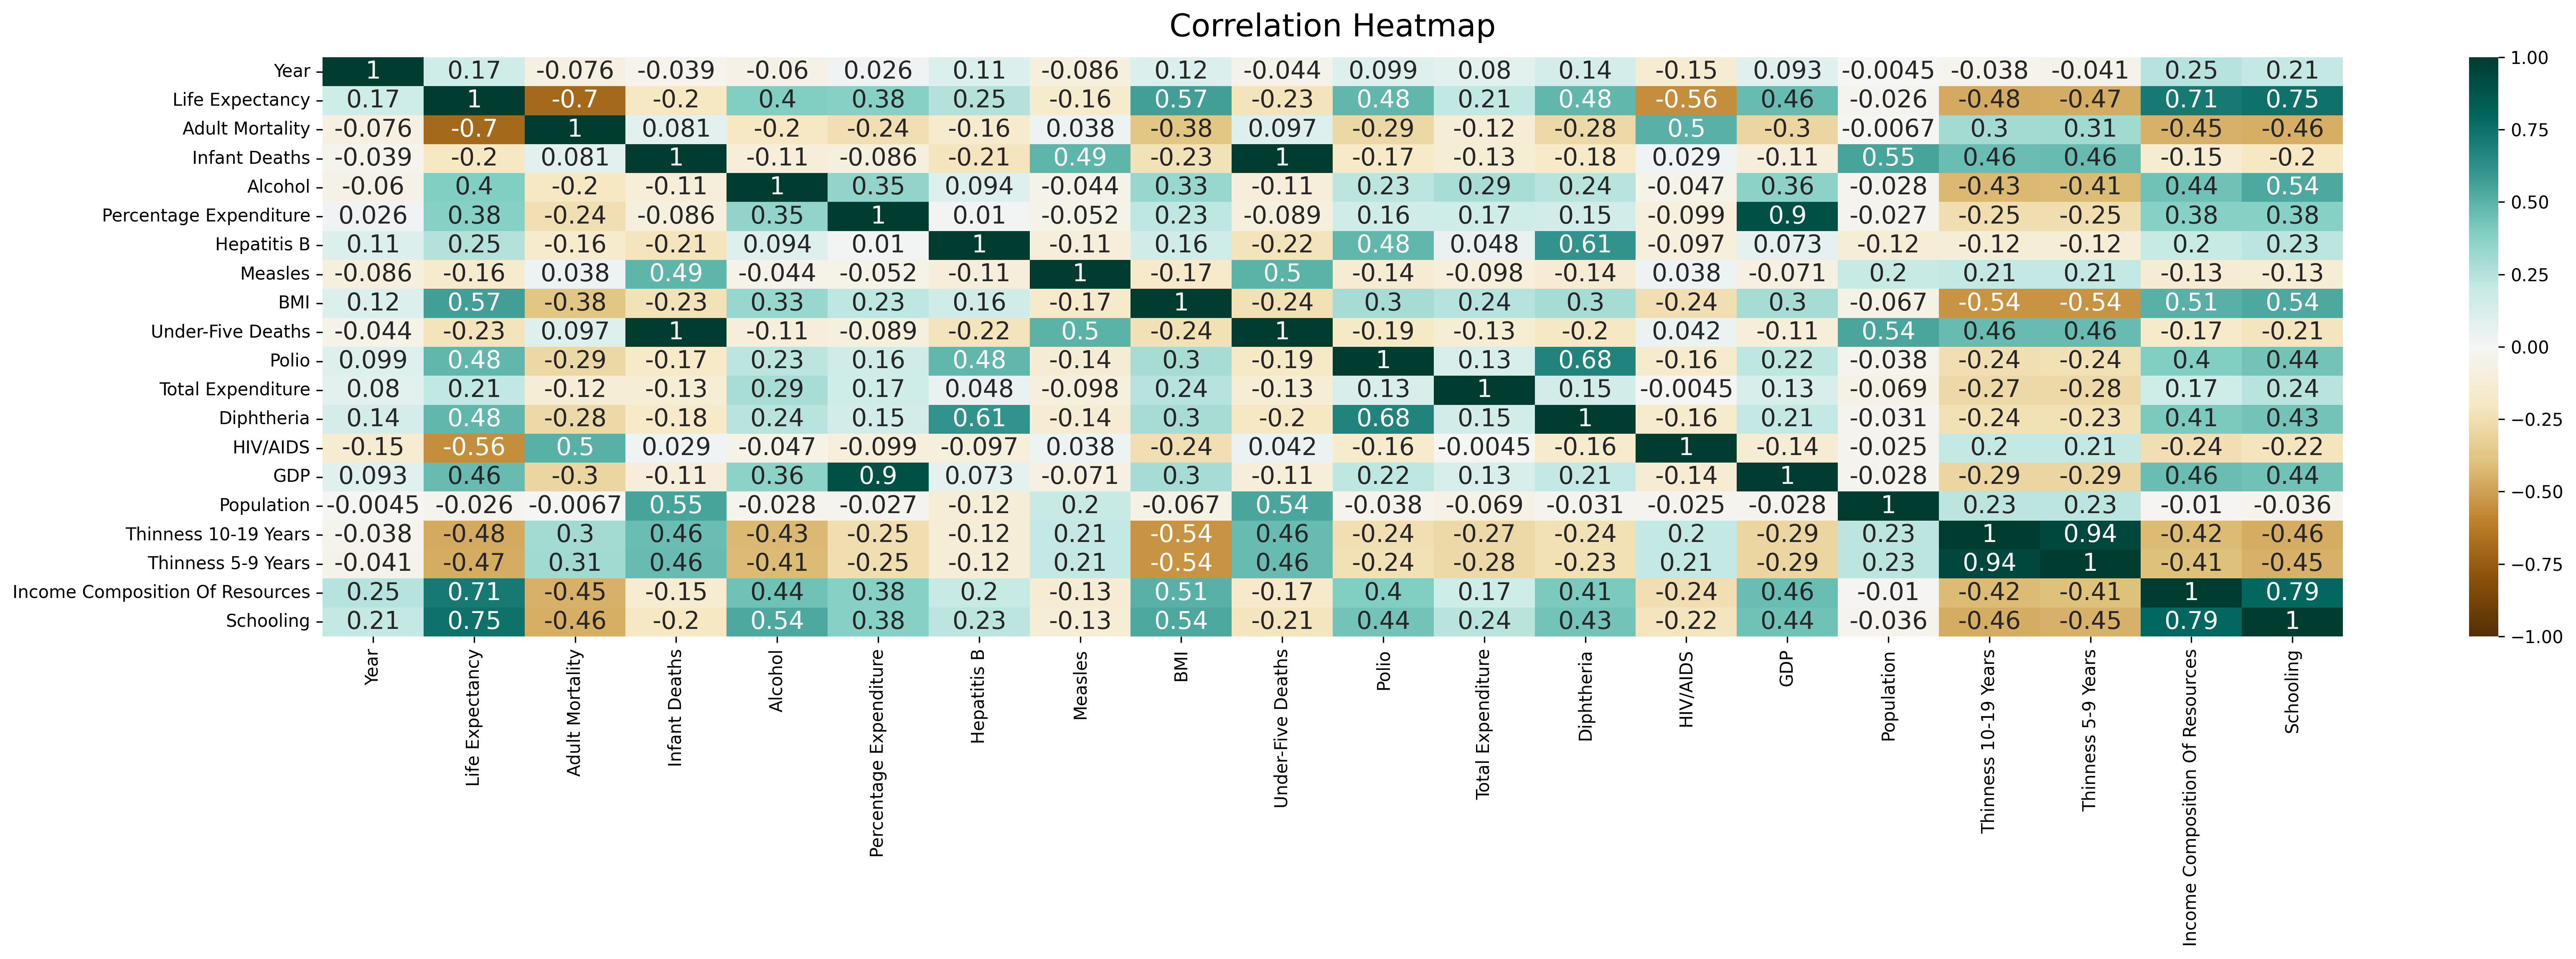 Correlation Heatmap
Year 1 0.17 -0.076 -0.039 -0.06 0.026 0.11 -0.086 0.12 -0.044 0.099 0.08 0.14 -0.15 0.093 -0.0045 -0.038 -0.041 0.25 0.21
Life Expectancy 0.17 1 -0.7 -0.2 0.4 0.38 0.25 -0.16 0.57 -0.23 0.48 0.21 0.48 -0.56 0.46 -0.026 -0.48 -0.47 0.71 0.75
Adult Mortality -0.076 -0.7 1 0.081 -0.2 -0.24 -0.16 0.038 -0.38 0.097 -0.29 -0.12 -0.28 0.5 -0.3 -0.0067 0.3 0.31 -0.45 -0.46
Infant Deaths -0.039 -0.2 0.081 1 -0.11 -0.086 -0.21 0.49 -0.23 1 -0.17 -0.13 -0.18 0.029 -0.11 0.55 0.46 0.46 -0.15 -0.2
Alcohol -0.06 0.4 -0.2 -0.11 1 0.35 0.094 -0.044 0.33 -0.11 0.23 0.29 0.24 -0.047 0.36 -0.028 -0.43 -0.41 0.44 0.54
Percentage Expenditure 0.026 0.38 -0.24 -0.086 0.35 1 0.01 -0.052 0.23 -0.089 0.16 0.17 0.15 -0.099 0.9 -0.027 -0.25 -0.25 0.38 0.38
Hepatitis B 0.11 0.25 -0.16 -0.21 0.094 0.01 1 -0.11 0.16 -0.22 0.48 0.048 0.61 -0.097 0.073 -0.12 -0.12 -0.12 0.2 0.23
Measles -0.086 -0.16 0.038 0.49 -0.044 -0.052 -0.11 1 -0.17 0.5 -0.14 -0.098 -0.14 0.038 -0.071 0.2 0.21 0.21 -0.13 -0.13
BMI 0.12 0.57 -0.38 -0.23 0.33 0.23 0.16 -0.17 1 -0.24 0.3 0.24 0.3 -0.24 0.3 -0.067 -0.54 -0.54 0.51 0.54
Under-Five Deaths -0.044 -0.23 0.097 1 -0.11 -0.089 -0.22 0.5 -0.24 1 -0.19 -0.13 -0.2 0.042 -0.11 0.54 0.46 0.46 -0.17 -0.21
Polio 0.099 0.48 -0.29 -0.17 0.23 0.16 0.48 -0.14 0.3 -0.19 1 0.13 0.68 -0.16 0.22 -0.038 -0.24 -0.24 0.4 0.44
Total Expenditure 0.08 0.21 -0.12 -0.13 0.29 0.17 0.048 -0.098 0.24 -0.13 0.13 1 0.15 -0.0045 0.13 -0.069 -0.27 -0.28 0.17 0.24
Diphtheria 0.14 0.48 -0.28 -0.18 0.24 0.15 0.61 -0.14 0.3 -0.2 0.68 0.15 1 -0.16 0.21 -0.031 -0.24 -0.23 0.41 0.43
HIV/AIDS -0.15 -0.56 0.5 0.029 -0.047 -0.099 -0.097 0.038 -0.24 0.042 -0.16 -0.0045 -0.16 1 -0.14 -0.025 0.2 0.21 -0.24 -0.22
GDP 0.093 0.46 -0.3 -0.11 0.36 0.9 0.073 -0.071 0.3 -0.11 0.22 0.13 0.21 -0.14 1 -0.028 -0.29 -0.29 0.46 0.44
Population -0.0045 -0.026 -0.0067 0.55 -0.028 -0.027 -0.12 0.2 -0.067 0.54 -0.038 -0.069 -0.031 -0.025 -0.028 1 0.23 0.23 -0.01 -0.036
Thinness 10-19 Years -0.038 -0.48 0.3 0.46 -0.43 -0.25 -0.12 0.21 -0.54 0.46 -0.24 -0.27 -0.24 0.2 -0.29 0.23 1 0.94 -0.42 -0.46
Thinness 5-9 Years -0.041 -0.47 0.31 0.46 -0.41 -0.25 -0.12 0.21 -0.54 0.46 -0.24 -0.28 -0.23 0.21 -0.29 0.23 0.94 1 -0.41 -0.45
Income Composition Of Resources 0.25 0.71 -0.45 -0.15 0.44 0.38 0.2 -0.13 0.51 -0.17 0.4 0.17 0.41 -0.24 0.46 -0.01 -0.42 -0.41 1 0.79
Schooling 0.21 0.75 -0.46 -0.2 0.54 0.38 0.23 -0.13 0.54 -0.21 0.44 0.24 0.43 -0.22 0.44 -0.036 -0.46 -0.45 0.79 1
Year
Life Expectancy
Adult Mortality
Infant Deaths
Alcohol
Percentage Expenditure
Hepatitis B
Measles
BMI
Under-Five Deaths
Polio
Total Expenditure
Diphtheria
HIV/AIDS
GDP
Population
Thinness 10-19 Years
Thinness 5-9 Years
Income Composition Of Resources
Schooling
1.00
0.75
0.50
0.25
0.00
−0.25
−0.50
−0.75
−1.00